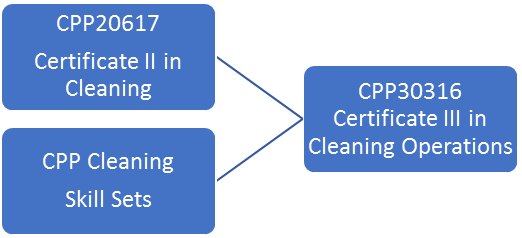 CPP20617
Certificate II in
Cleaning
CPP Cleaning
Skill Sets
CPP30316
Certificate III in
Cleaning Operations